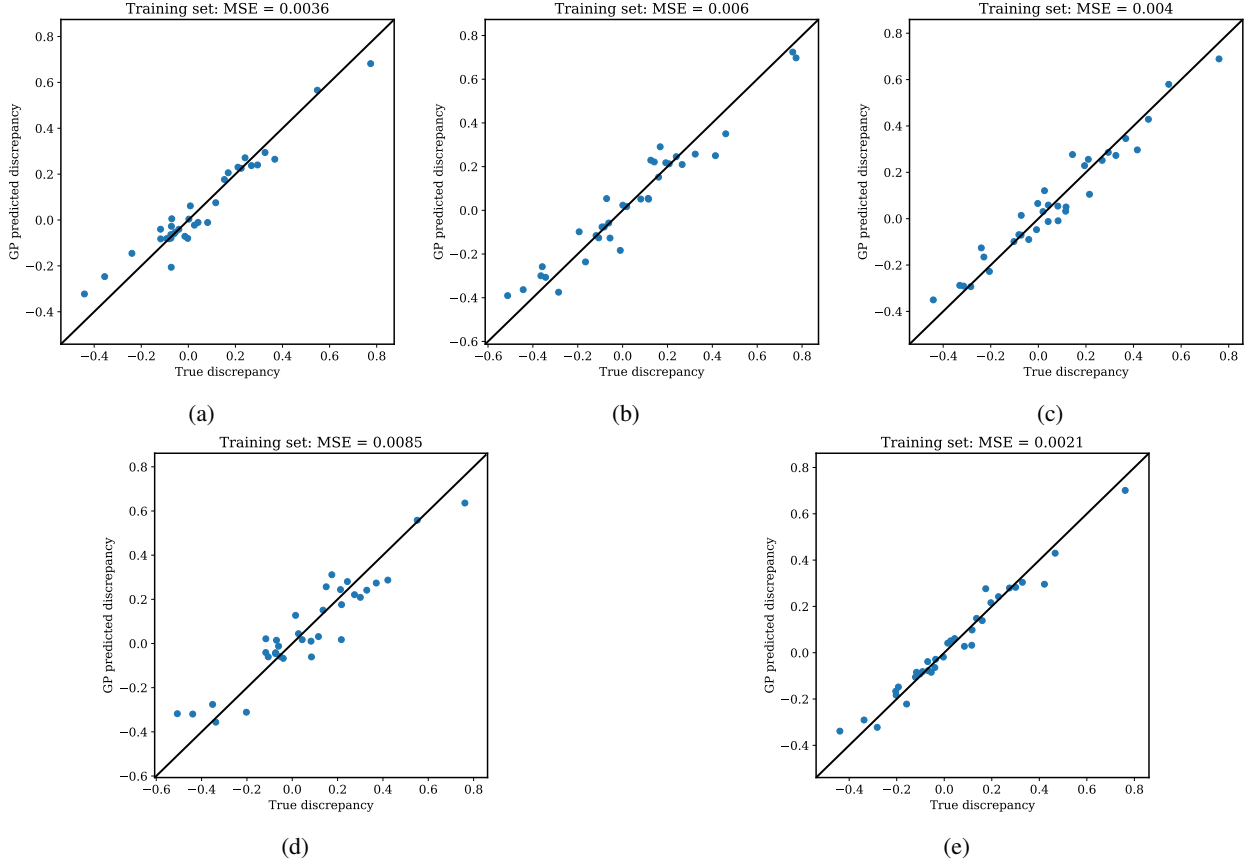 Training set: MSE = 0.0036
GP predicted discrepancy
0.8
0.6
0.4
0.2
0.0
−0.2
−0.4
−0.4 −0.2 0.0 0.2 0.4 0.6 0.8
True discrepancy
(a)
Training set: MSE = 0.006
GP predicted discrepancy
0.8
0.6
0.4
0.2
0.0
−0.2
−0.4
−0.6
−0.6 −0.4 −0.2 0.0 0.2 0.4 0.6 0.8
True discrepancy
(b)
Training set: MSE = 0.004
GP predicted discrepancy
0.8
0.6
0.4
0.2
0.0
−0.2
−0.4
−0.4 −0.2 0.0 0.2 0.4 0.6 0.8
True discrepancy
(c)
Training set: MSE = 0.0085
GP predicted discrepancy
0.8
0.6
0.4
0.2
0.0
−0.2
−0.4
−0.6
−0.6 −0.4 −0.2 0.0 0.2 0.4 0.6 0.8
True discrepancy
(d)
Training set: MSE = 0.0021
GP predicted discrepancy
0.8
0.6
0.4
0.2
0.0
−0.2
−0.4
−0.4 −0.2 0.0 0.2 0.4 0.6 0.8
True discrepancy
(e)